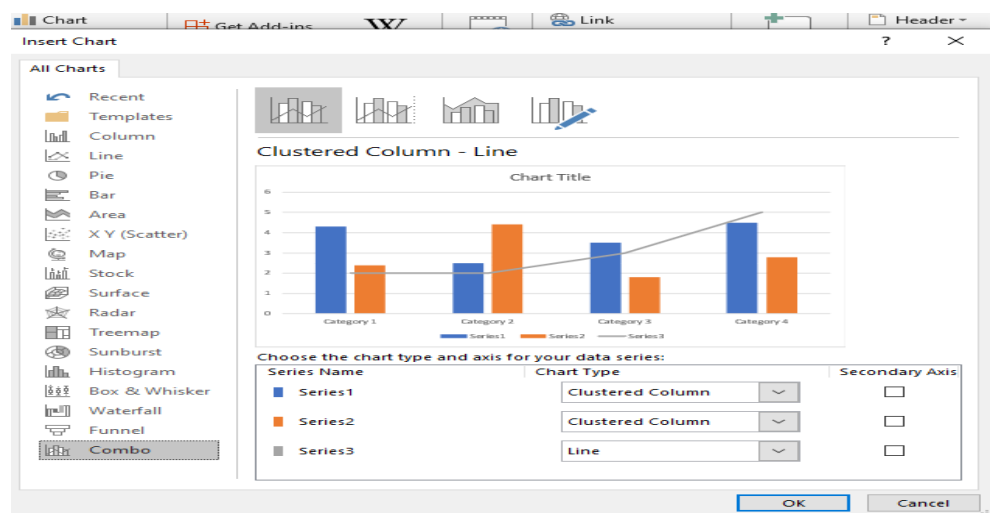 Chart Get Add-ins W Link Header
Insert Chart ? ×
All Charts
Recent
Templates
Column
Line
Pie
Bar
Area
X Y (Scatter)
Map
Stock
Surface
Radar
Treemap
Sunburst
Histogram
Box & Whisker
Waterfall
Funnel
Combo
Clustered Column - Line
Chart Title
6
5
4
3
2
1
0
Category 1 Category 2 Category 3 Category 4
Series1 Series2 Series3
Choose the chart type and axis for your data series:
Series Name Chart Type Secondary Axis
Series1 Clustered Column
Series2 Clustered Column
Series3 Line
OK Cancel